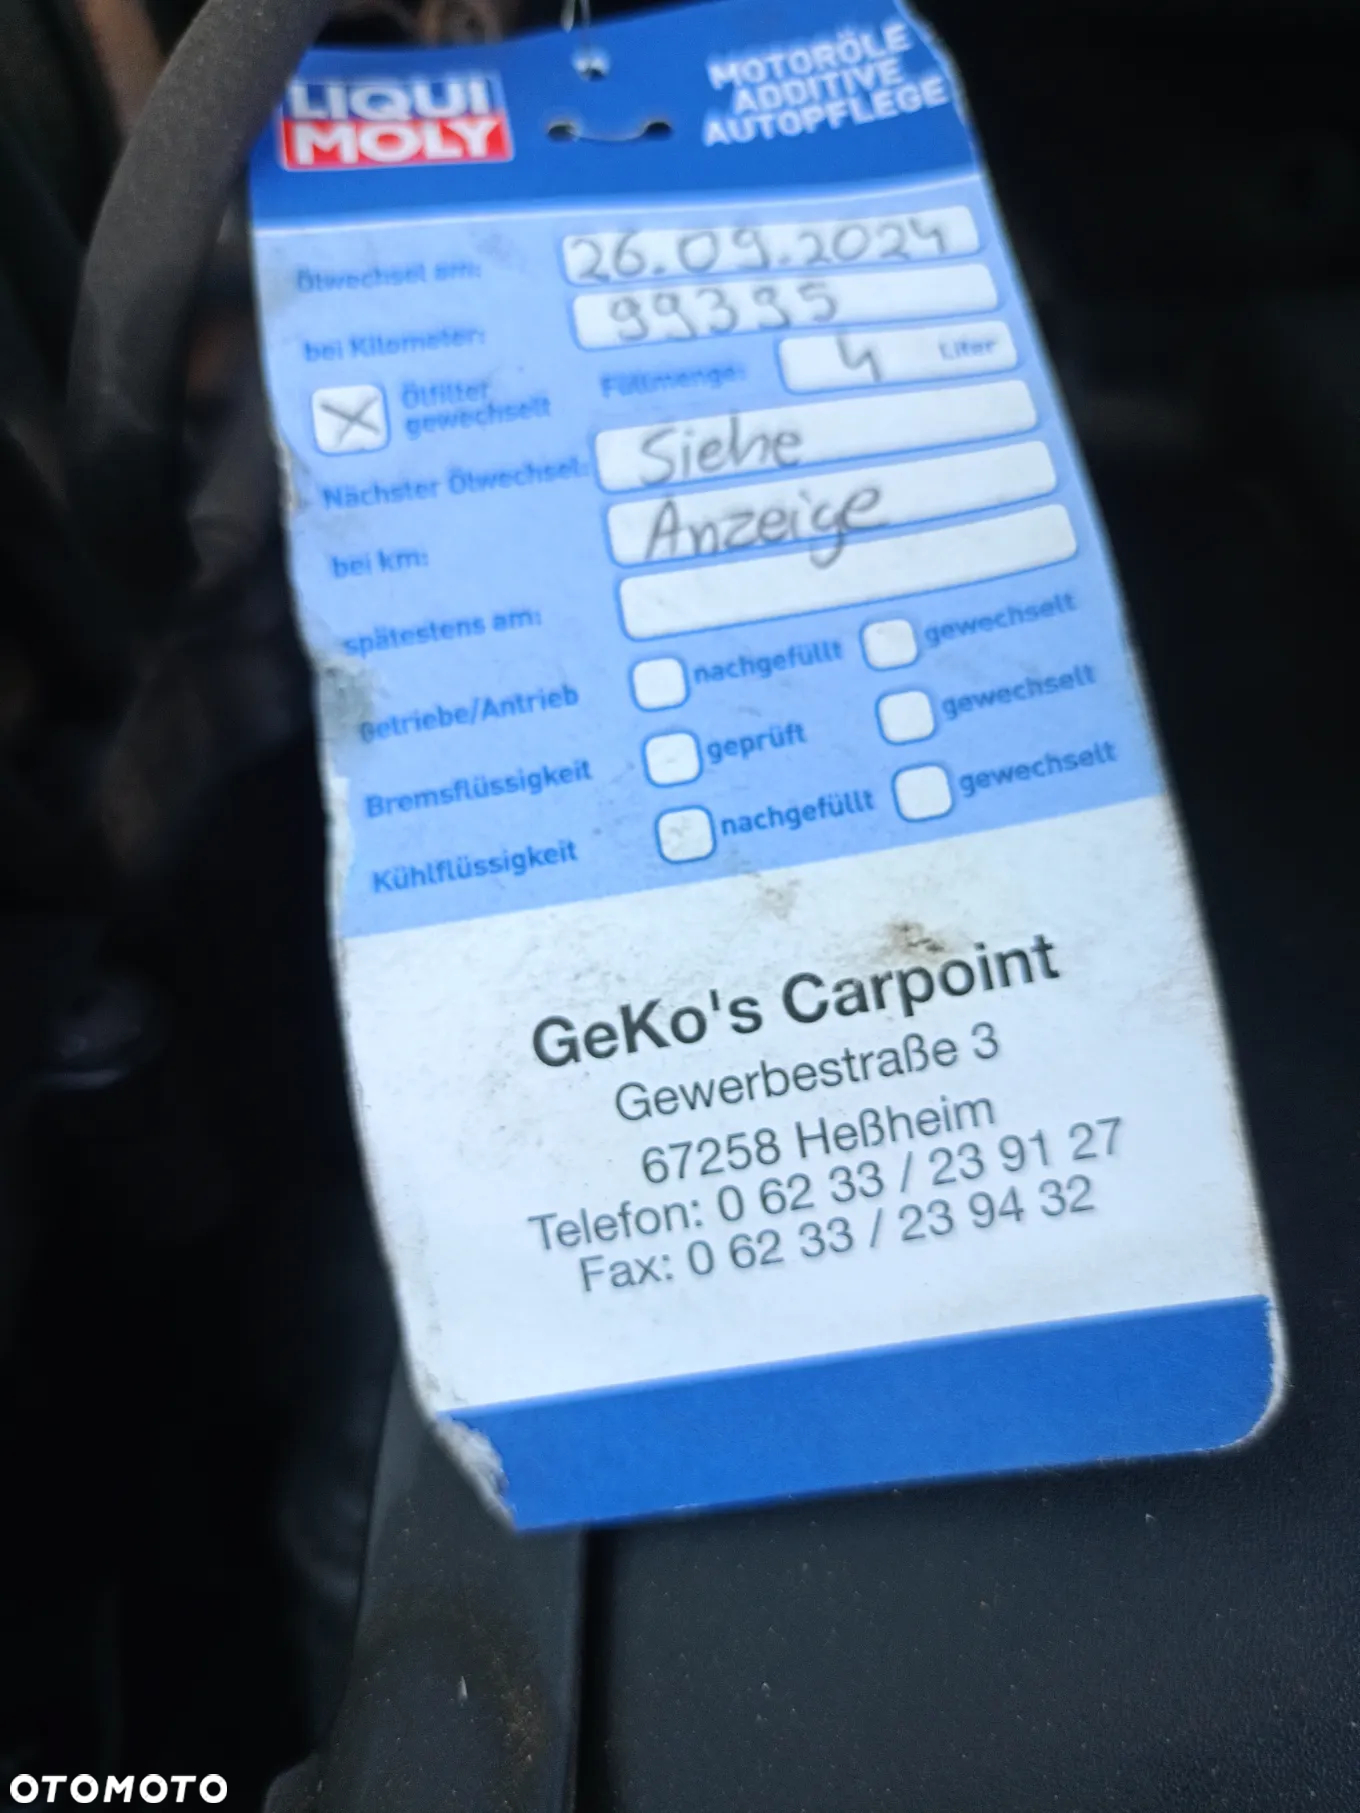 LIQUI
MOLY
MOTORÖLE
ADDITIVE
AUTOPFLEGE
Ölwechsel am: 26.09.2024
bei Kilometer: 99395
Ölfilter
gewechselt
Füllmenge: 4 Liter
Nächster Ölwechsel: Siehe
bei km: Anzeige
spätestens am:
Getriebe/Antrieb nachgefüllt gewechselt
Bremsflüssigkeit geprüft gewechselt
Kühlflüssigkeit nachgefüllt gewechselt
GeKo's Carpoint
Gewerbestraße 3
67258 Heßheim
Telefon: 0 62 33 / 23 91 27
Fax: 0 62 33 / 23 94 32
OTOMOTO